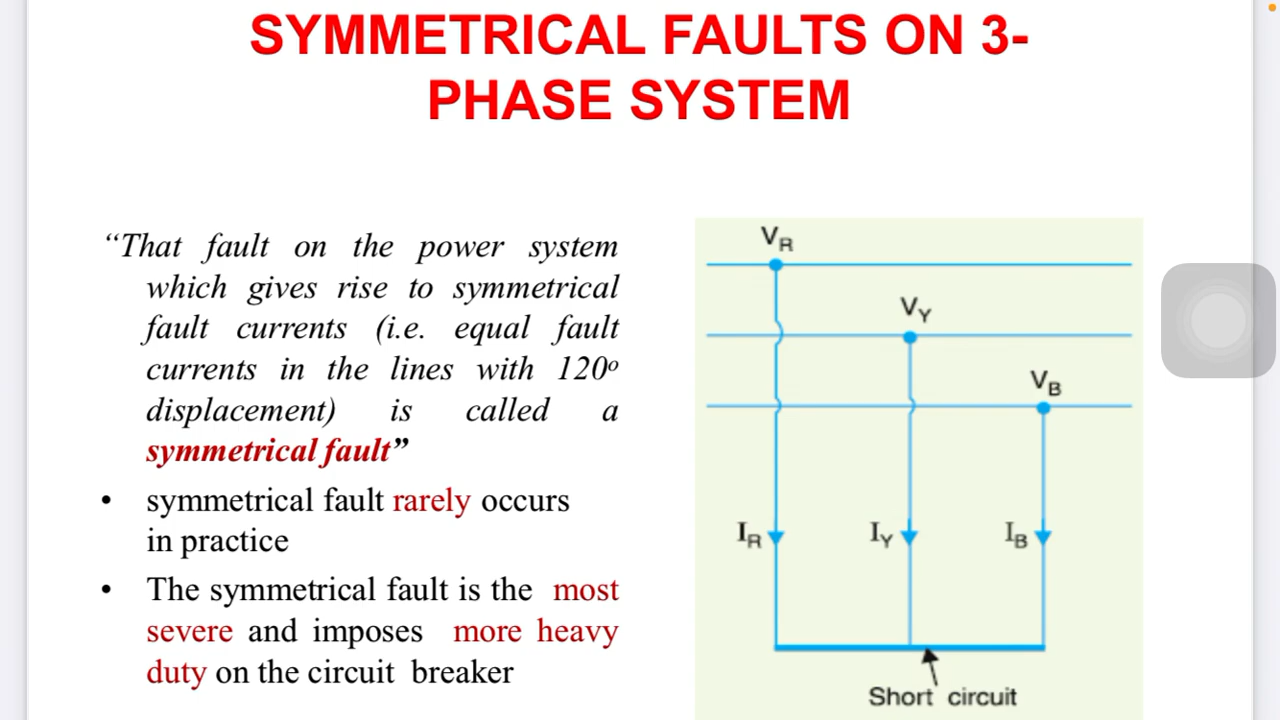 SYMMETRICAL FAULTS ON 3-
PHASE SYSTEM
“That fault on the power system
which gives rise to symmetrical
fault currents (i.e. equal fault
currents in the lines with 120º
displacement) is called a
symmetrical fault”
• symmetrical fault rarely occurs
in practice
• The symmetrical fault is the most
severe and imposes more heavy
duty on the circuit breaker
VR
VY
VB
IR
IY
IB
Short circuit